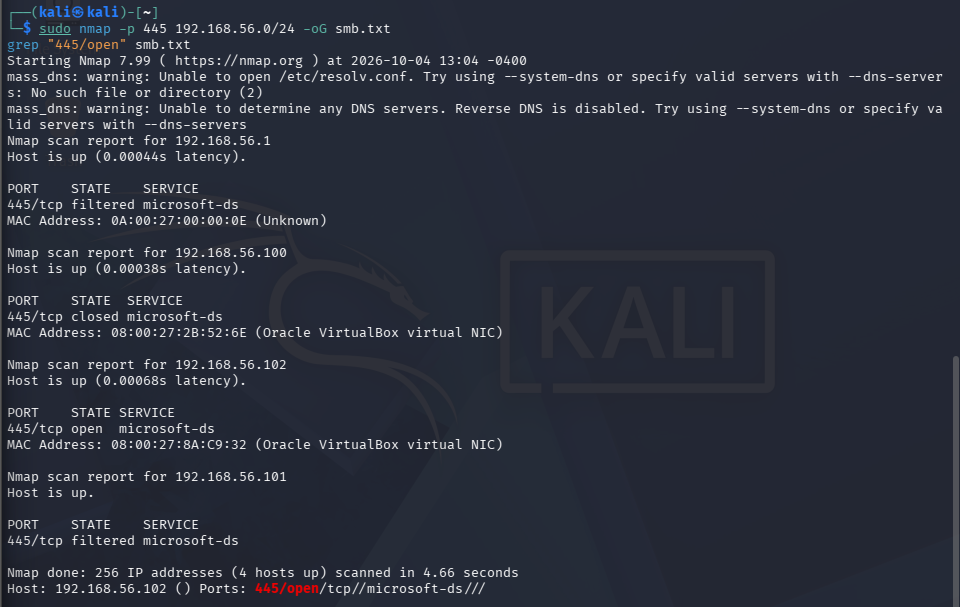 ┌──(kali㉿kali)-[~]
└─$ sudo nmap -p 445 192.168.56.0/24 -oG smb.txt
grep "445/open" smb.txt
Starting Nmap 7.99 ( https://nmap.org ) at 2026-10-04 13:04 -0400
mass_dns: warning: Unable to open /etc/resolv.conf. Try using --system-dns or specify valid servers with --dns-server
s: No such file or directory (2)
mass_dns: warning: Unable to determine any DNS servers. Reverse DNS is disabled. Try using --system-dns or specify va
lid servers with --dns-servers
Nmap scan report for 192.168.56.1
Host is up (0.00044s latency).
PORT    STATE    SERVICE
445/tcp filtered microsoft-ds
MAC Address: 0A:00:27:00:00:0E (Unknown)
Nmap scan report for 192.168.56.100
Host is up (0.00038s latency).
PORT    STATE  SERVICE
445/tcp closed microsoft-ds
MAC Address: 08:00:27:2B:52:6E (Oracle VirtualBox virtual NIC)
Nmap scan report for 192.168.56.102
Host is up (0.00068s latency).
PORT    STATE SERVICE
445/tcp open  microsoft-ds
MAC Address: 08:00:27:8A:C9:32 (Oracle VirtualBox virtual NIC)
Nmap scan report for 192.168.56.101
Host is up.
PORT    STATE    SERVICE
445/tcp filtered microsoft-ds
Nmap done: 256 IP addresses (4 hosts up) scanned in 4.66 seconds
Host: 192.168.56.102 () Ports: 445/open/tcp//microsoft-ds///
KALI